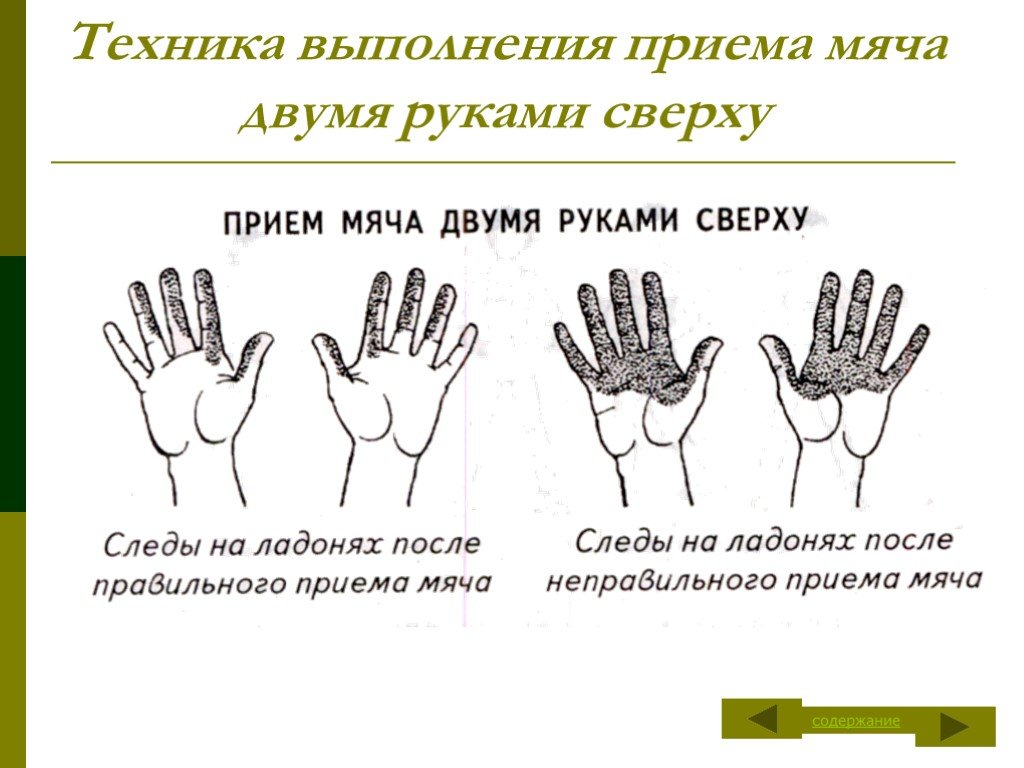 Техника выполнения приема мяча
двумя руками сверху
ПРИЕМ МЯЧА ДВУМЯ РУКАМИ СВЕРХУ
Следы на ладонях после
правильного приема мяча
Следы на ладонях после
неправильного приема мяча
содержание